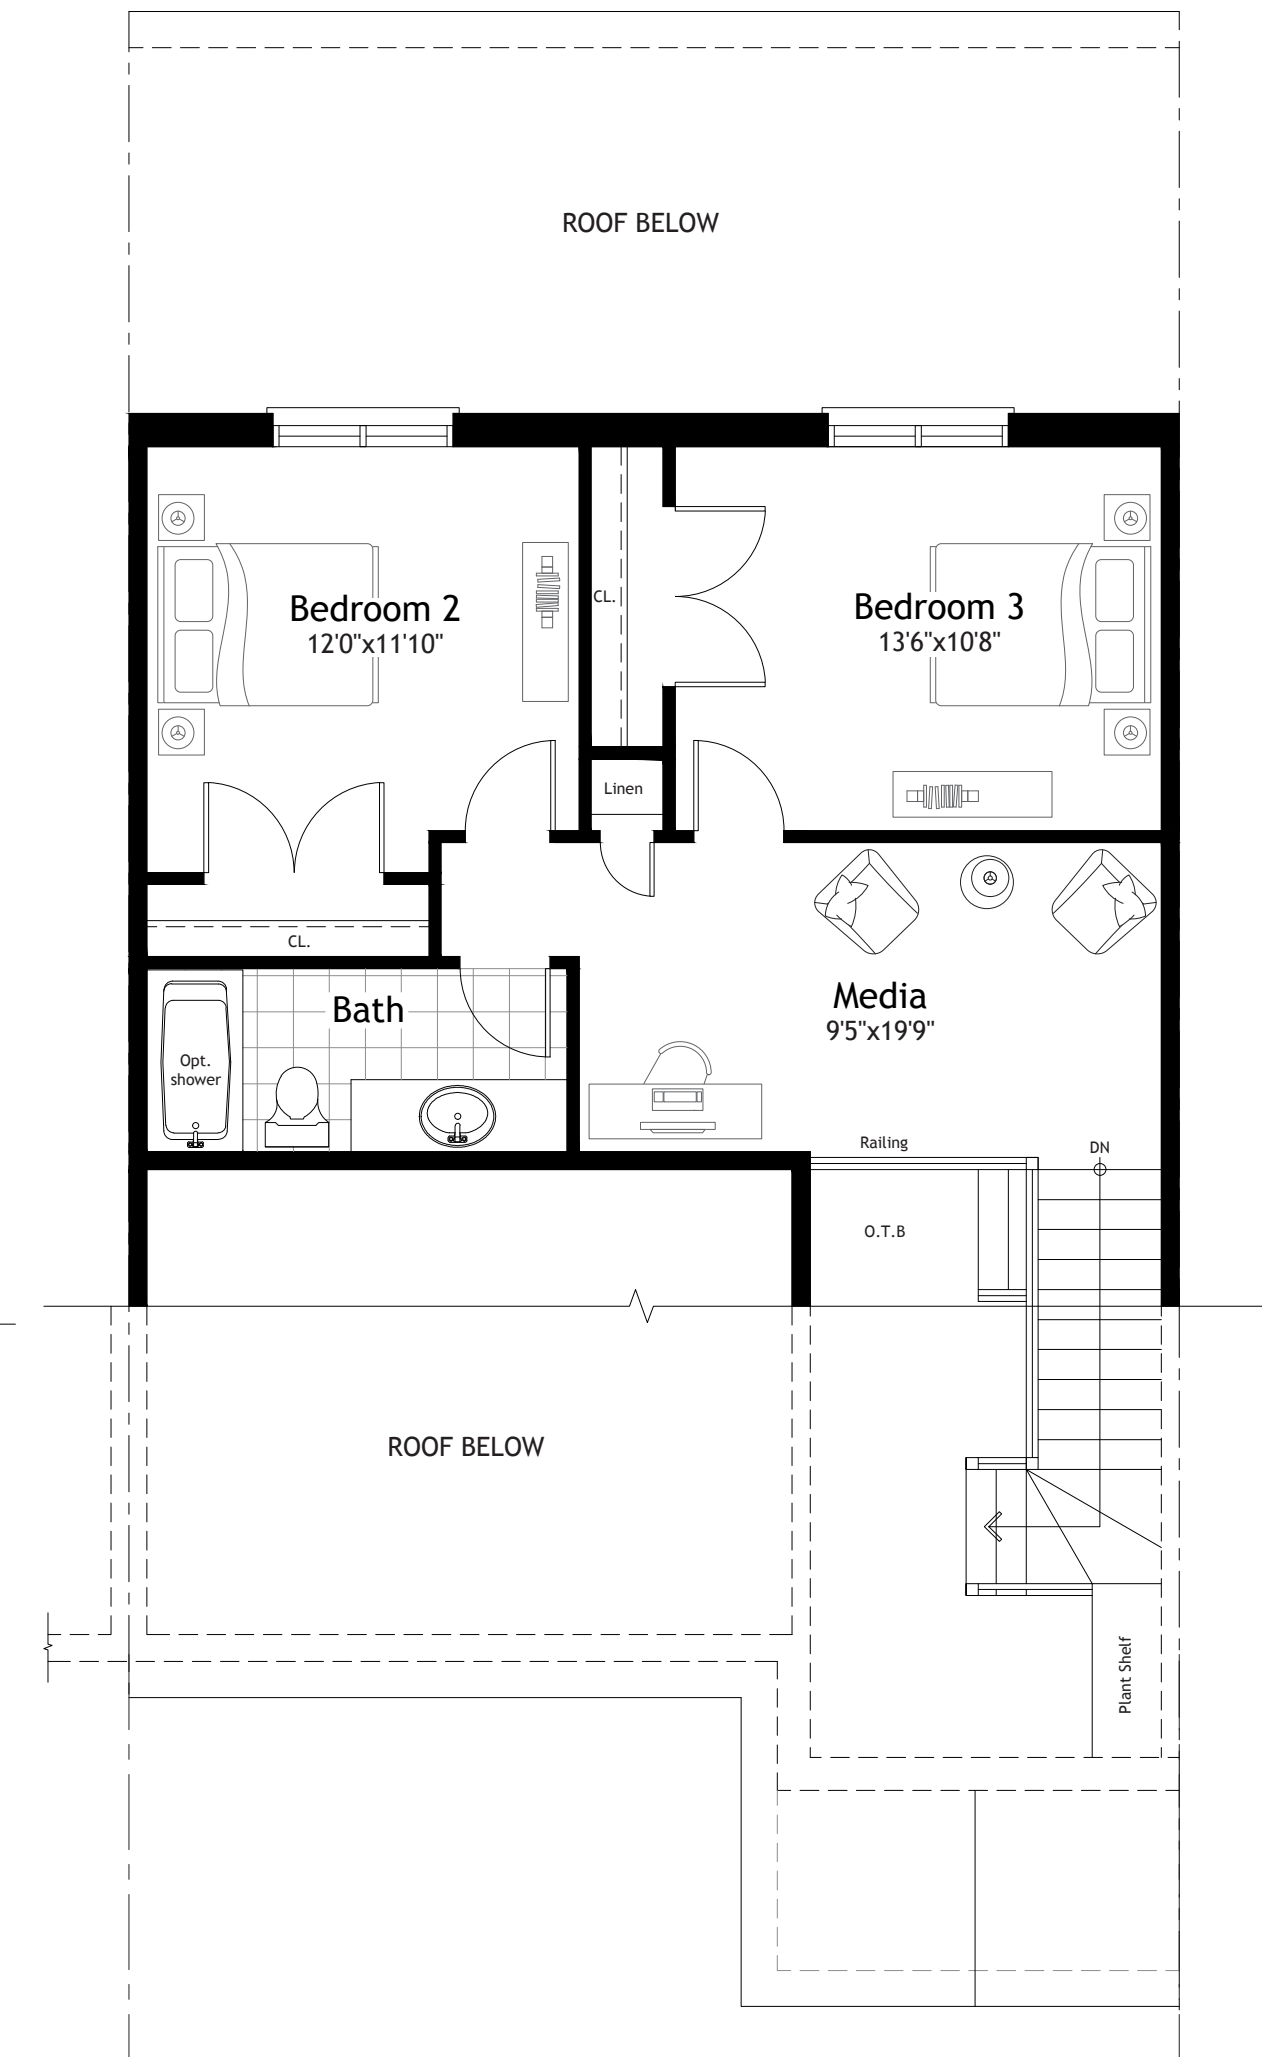 ROOF BELOW
Bedroom 2
12'0"x11'10"
CL.
Bedroom 3
13'6"x10'8"
Linen
CL.
Bath
Opt.
shower
Media
9'5"x19'9"
Railing
DN
O.T.B
ROOF BELOW
Plant Shelf